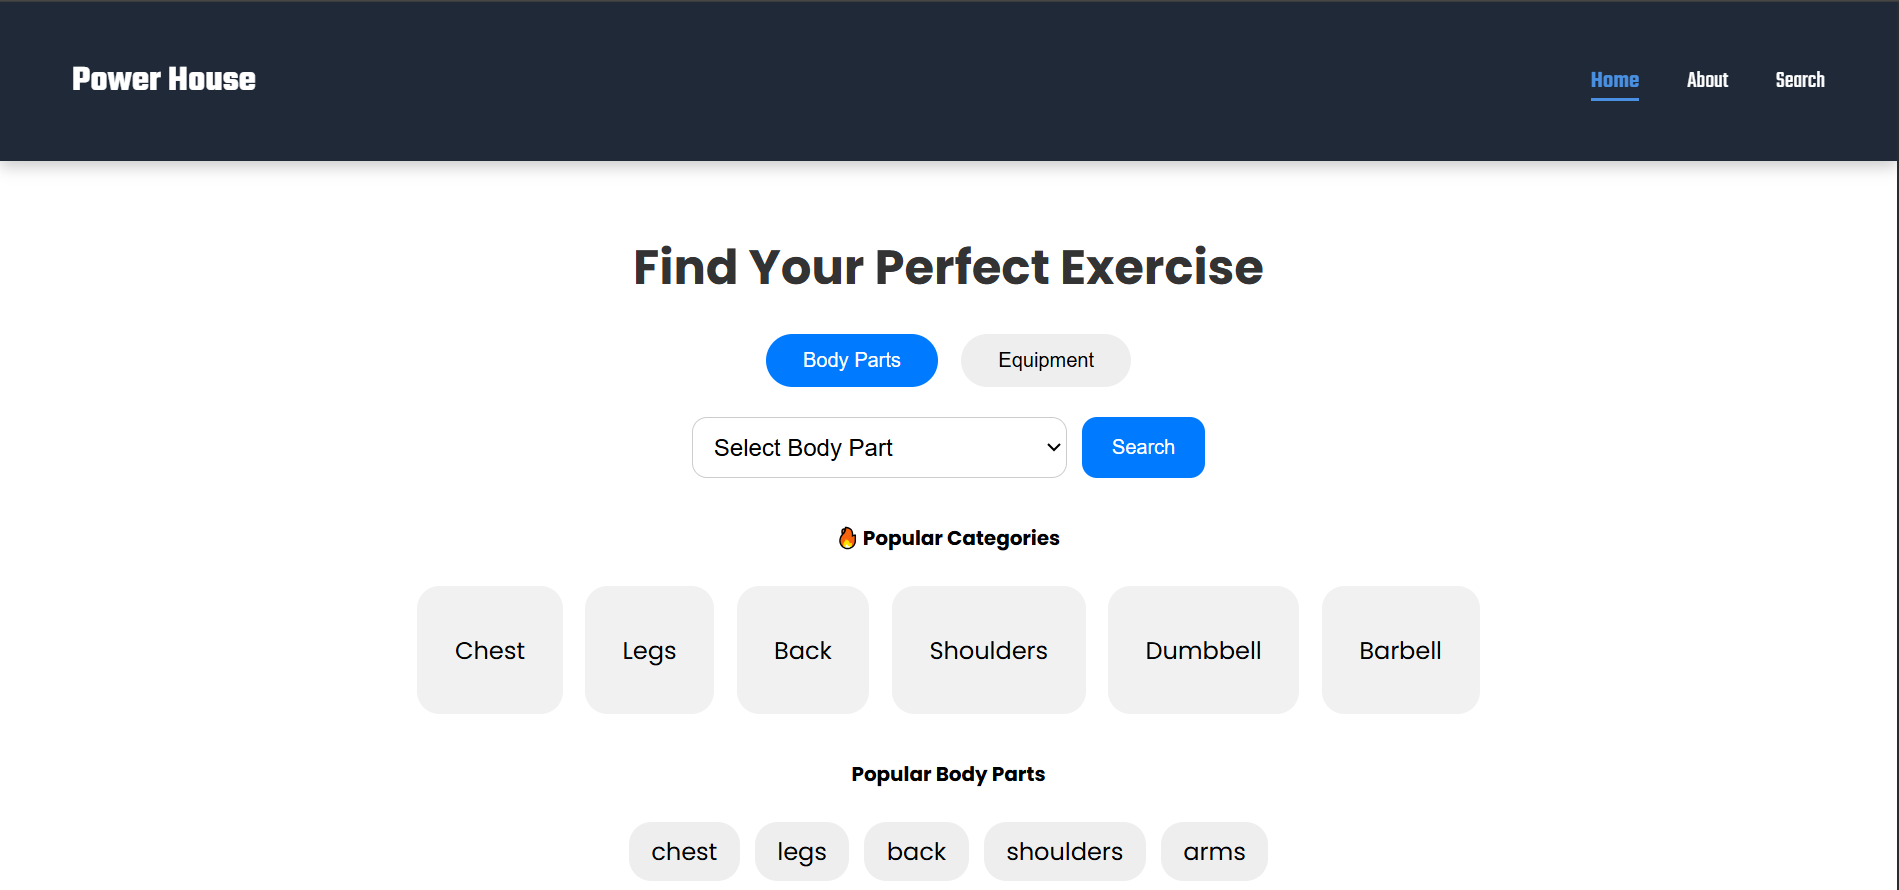 Power House
Home About Search
Find Your Perfect Exercise
Body Parts Equipment
Select Body Part Search
🔥 Popular Categories
Chest Legs Back Shoulders Dumbbell Barbell
Popular Body Parts
chest legs back shoulders arms